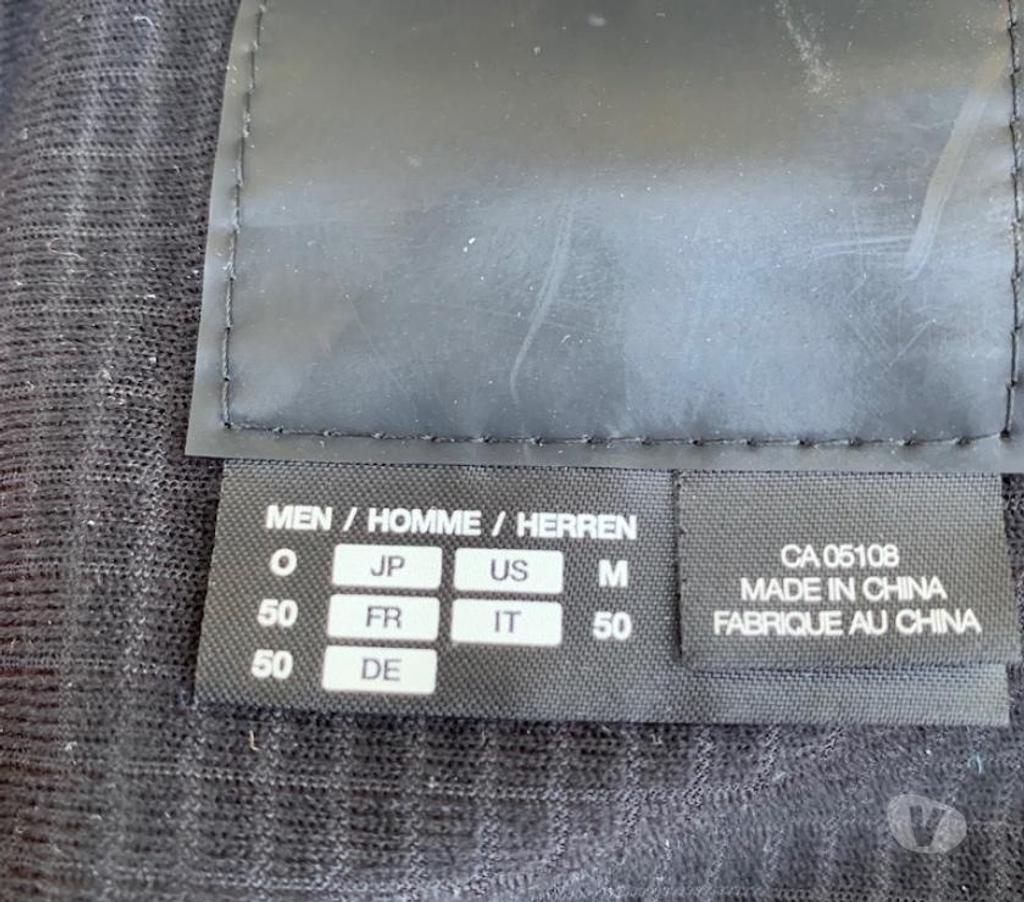 MEN / HOMME / HERREN
O JP US M
50 FR IT 50
50 DE
CA 05108
MADE IN CHINA
FABRIQUE AU CHINA
V